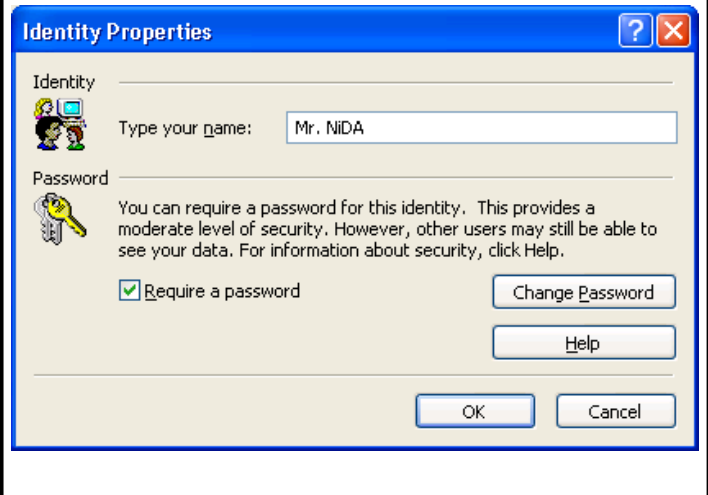 Identity Properties
Identity
Type your name:
Mr. NiDA
Password
You can require a password for this identity. This provides a
moderate level of security. However, other users may still be able to
see your data. For information about security, click Help.
Require a password
Change Password
Help
OK
Cancel